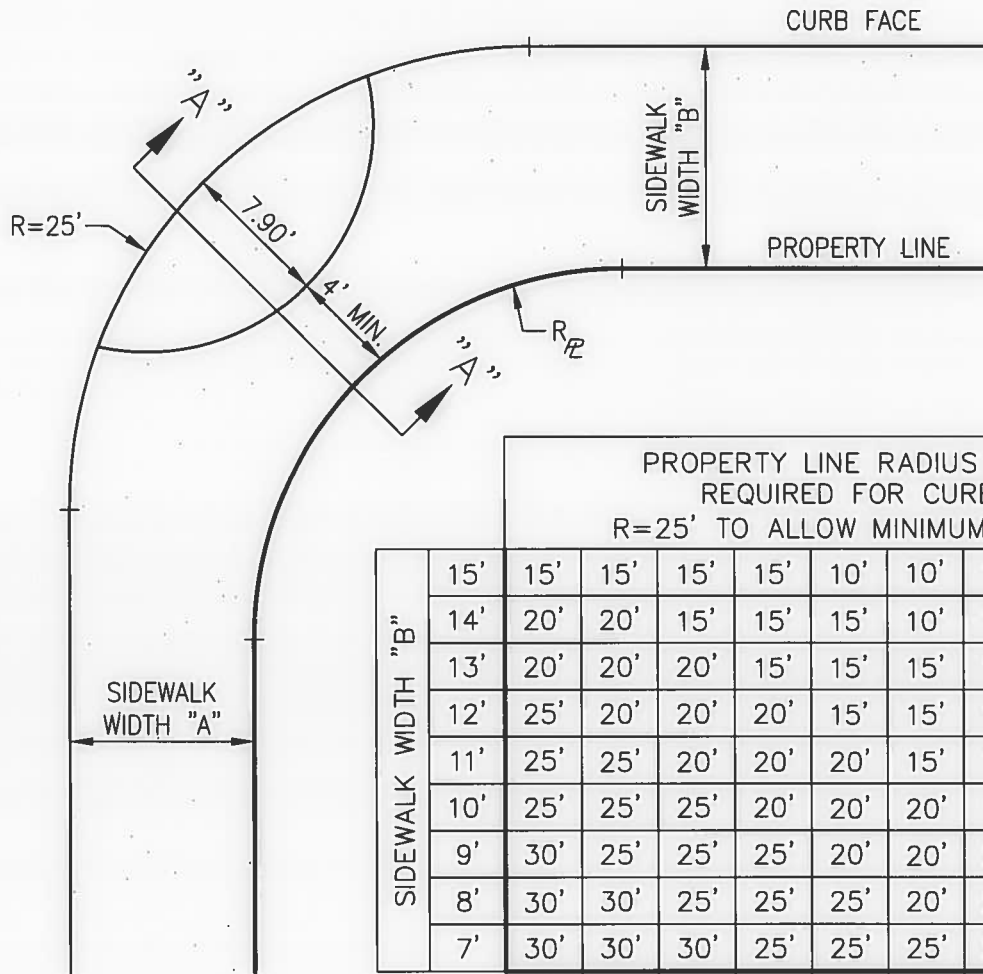 CURB FACE
"A"
SIDEWALK
WIDTH "B"
R=25'
7.90'
PROPERTY LINE
4' MIN.
R PL
"A"
PROPERTY LINE RADIUS
REQUIRED FOR CURB
R=25' TO ALLOW MINIMUM
SIDEWALK WIDTH "B"
15' 15' 15' 15' 15' 10' 10'
14' 20' 20' 15' 15' 15' 10'
13' 20' 20' 20' 15' 15' 15'
12' 25' 20' 20' 20' 15' 15'
11' 25' 25' 20' 20' 20' 15'
10' 25' 25' 25' 20' 20' 20'
9' 30' 25' 25' 25' 20' 20'
8' 30' 30' 25' 25' 25' 20'
7' 30' 30' 30' 25' 25' 25'
SIDEWALK
WIDTH "A"